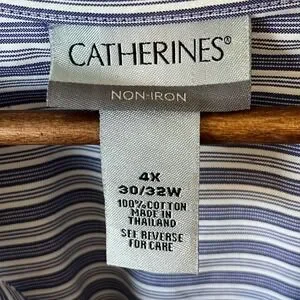 CATHERINES®
NON-IRON
4X
30/32W
100% COTTON
MADE IN
THAILAND
SEE REVERSE
FOR CARE